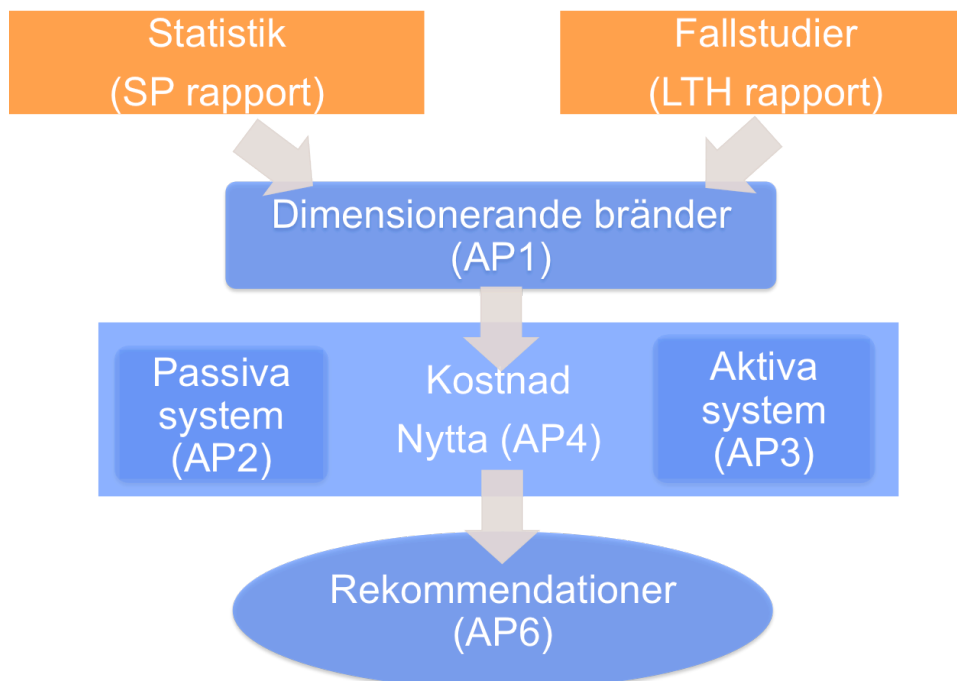 Statistik
(SP rapport)
Fallstudier
(LTH rapport)
Dimensionerande bränder
(AP1)
Passiva
system
(AP2)
Kostnad
Nytta (AP4)
Aktiva
system
(AP3)
Rekommendationer
(AP6)